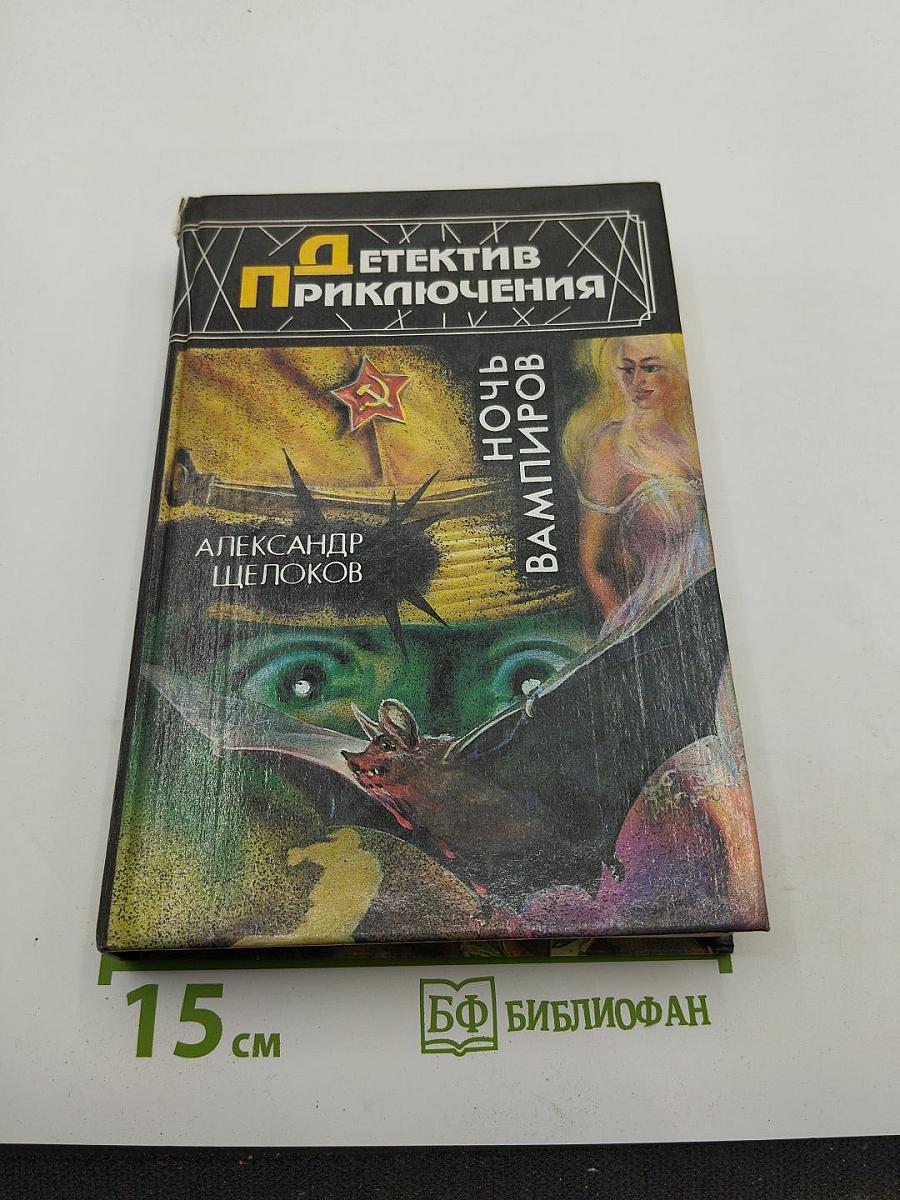 ДЕТЕКТИВ
ПРИКЛЮЧЕНИЯ
НОЧЬ
ВАМПИРОВ
АЛЕКСАНДР
ЩЕЛОКОВ
15 см
БФ БИБЛИОФАН